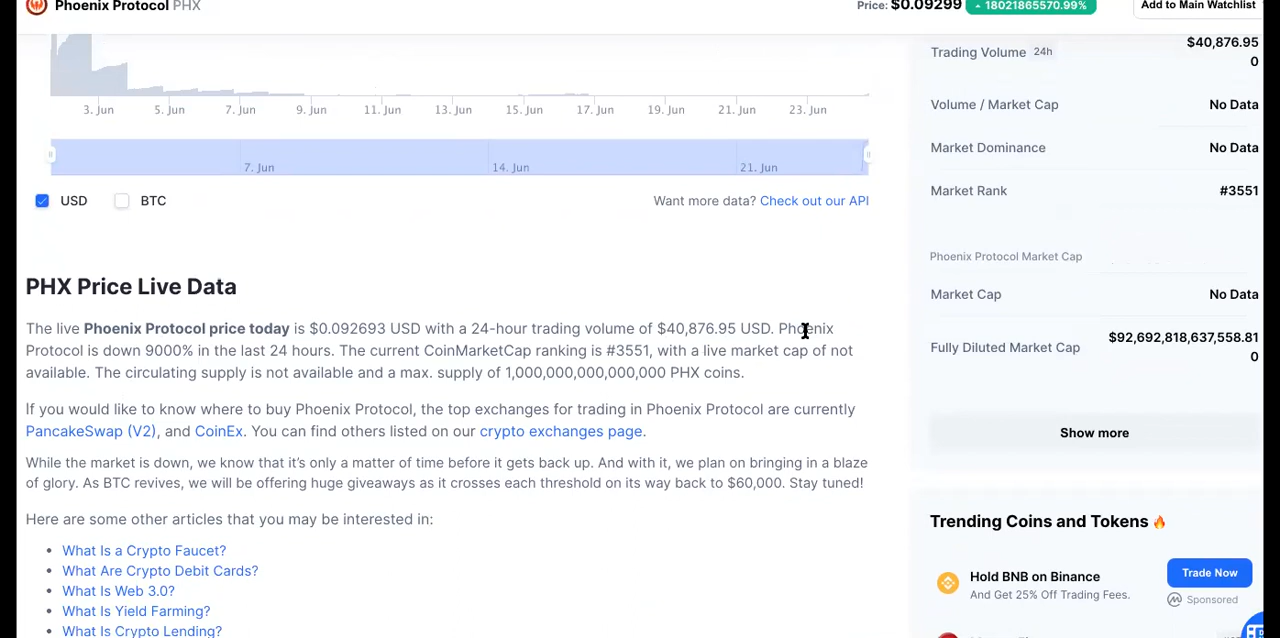 Phoenix Protocol PHX
Price: $0.09299 18021865570.99%
Add to Main Watchlist
3. Jun 5. Jun 7. Jun 9. Jun 11. Jun 13. Jun 15. Jun 17. Jun 19. Jun 21. Jun 23. Jun
7. Jun 14. Jun 21. Jun
USD BTC
Want more data? Check out our API
PHX Price Live Data
The live Phoenix Protocol price today is $0.092693 USD with a 24-hour trading volume of $40,876.95 USD. Phoenix
Protocol is down 9000% in the last 24 hours. The current CoinMarketCap ranking is #3551, with a live market cap of not
available. The circulating supply is not available and a max. supply of 1,000,000,000,000,000 PHX coins.
If you would like to know where to buy Phoenix Protocol, the top exchanges for trading in Phoenix Protocol are currently
PancakeSwap (V2), and CoinEx. You can find others listed on our crypto exchanges page.
While the market is down, we know that it's only a matter of time before it gets back up. And with it, we plan on bringing in a blaze
of glory. As BTC revives, we will be offering huge giveaways as it crosses each threshold on its way back to $60,000. Stay tuned!
Here are some other articles that you may be interested in:
• What Is a Crypto Faucet?
• What Are Crypto Debit Cards?
• What Is Web 3.0?
• What Is Yield Farming?
• What Is Crypto Lending?
Trading Volume 24h $40,876.95
0
Volume / Market Cap No Data
Market Dominance No Data
Market Rank #3551
Phoenix Protocol Market Cap
Market Cap No Data
Fully Diluted Market Cap $92,692,818,637,558.81
0
Show more
Trending Coins and Tokens 🔥
Hold BNB on Binance
And Get 25% Off Trading Fees.
Trade Now
Sponsored